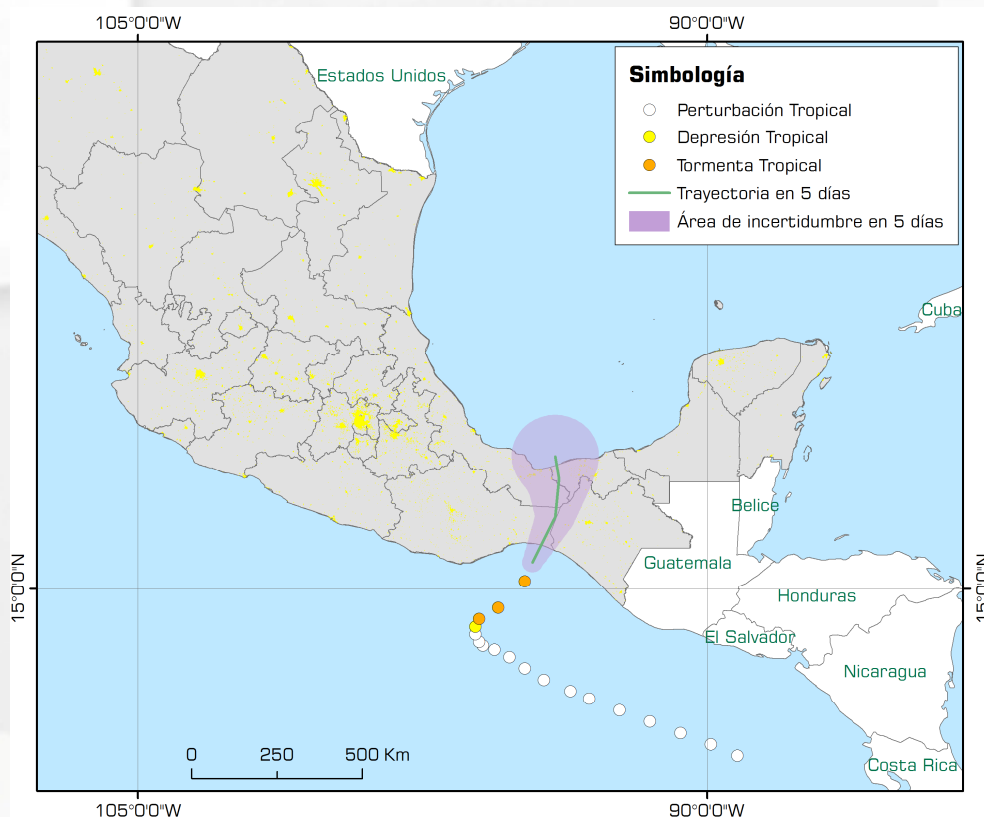 105°0'0"W
90°0'0"W
Estados Unidos
Simbología
Perturbación Tropical
Depresión Tropical
Tormenta Tropical
Trayectoria en 5 días
Área de incertidumbre en 5 días
Cuba
Belice
Guatemala
15°0'0"N
15°0'0"N
Honduras
El Salvador
Nicaragua
0 250 500 Km
Costa Rica
105°0'0"W
90°0'0"W